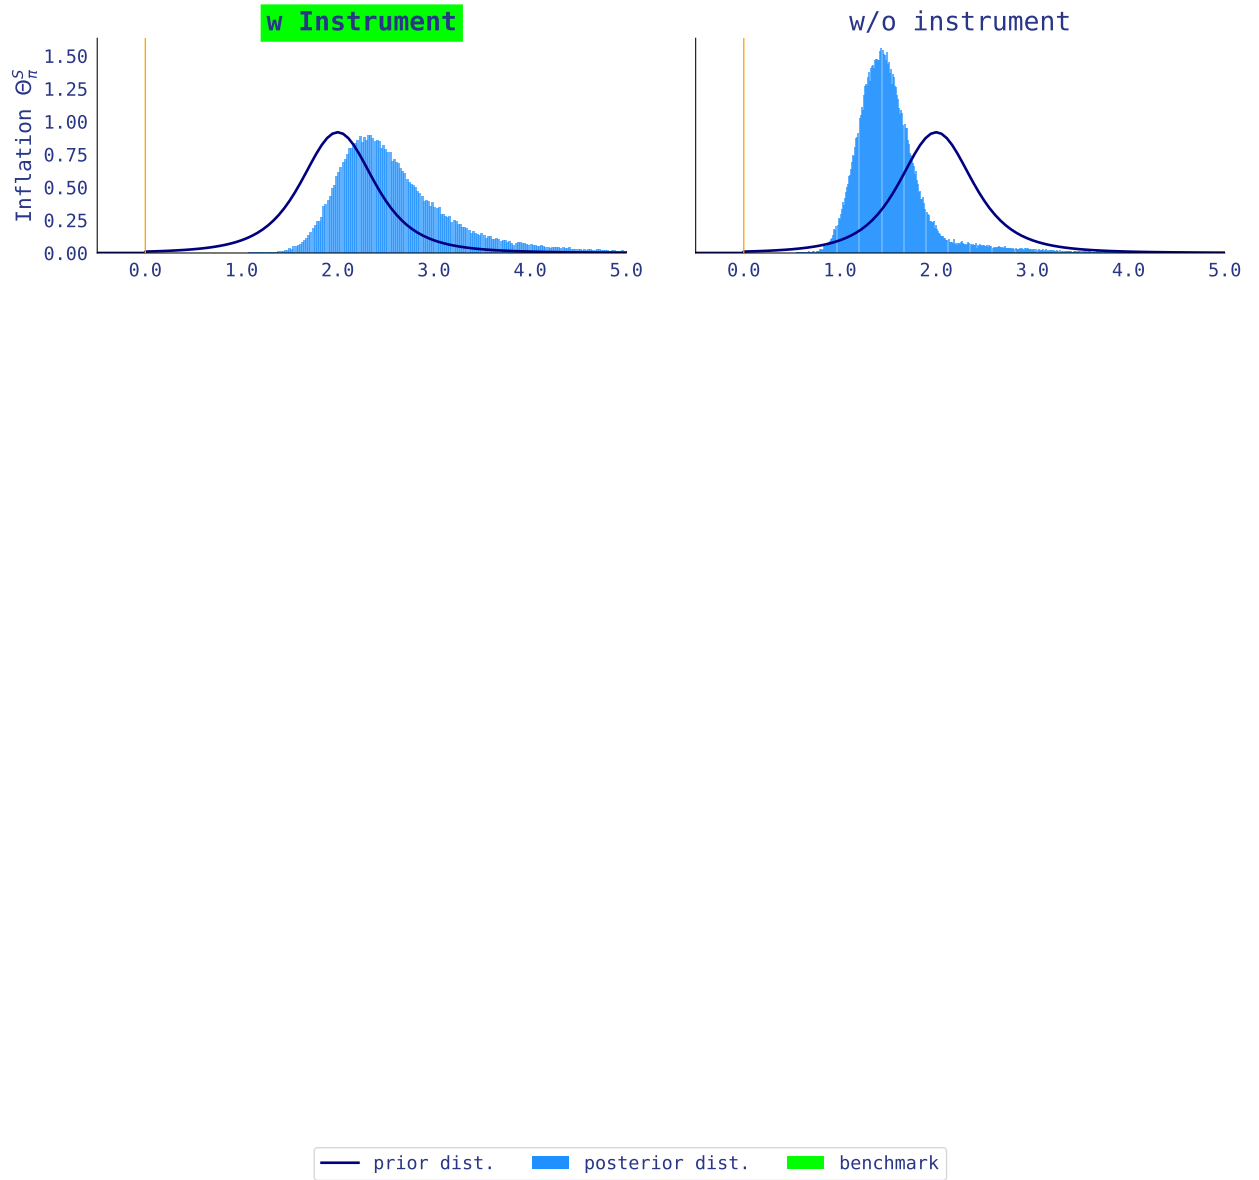 w Instrument
w/o instrument
Inflation Θ_π^S
1.50
1.25
1.00
0.75
0.50
0.25
0.00
0.0 1.0 2.0 3.0 4.0 5.0
0.0 1.0 2.0 3.0 4.0 5.0
prior dist. posterior dist. benchmark